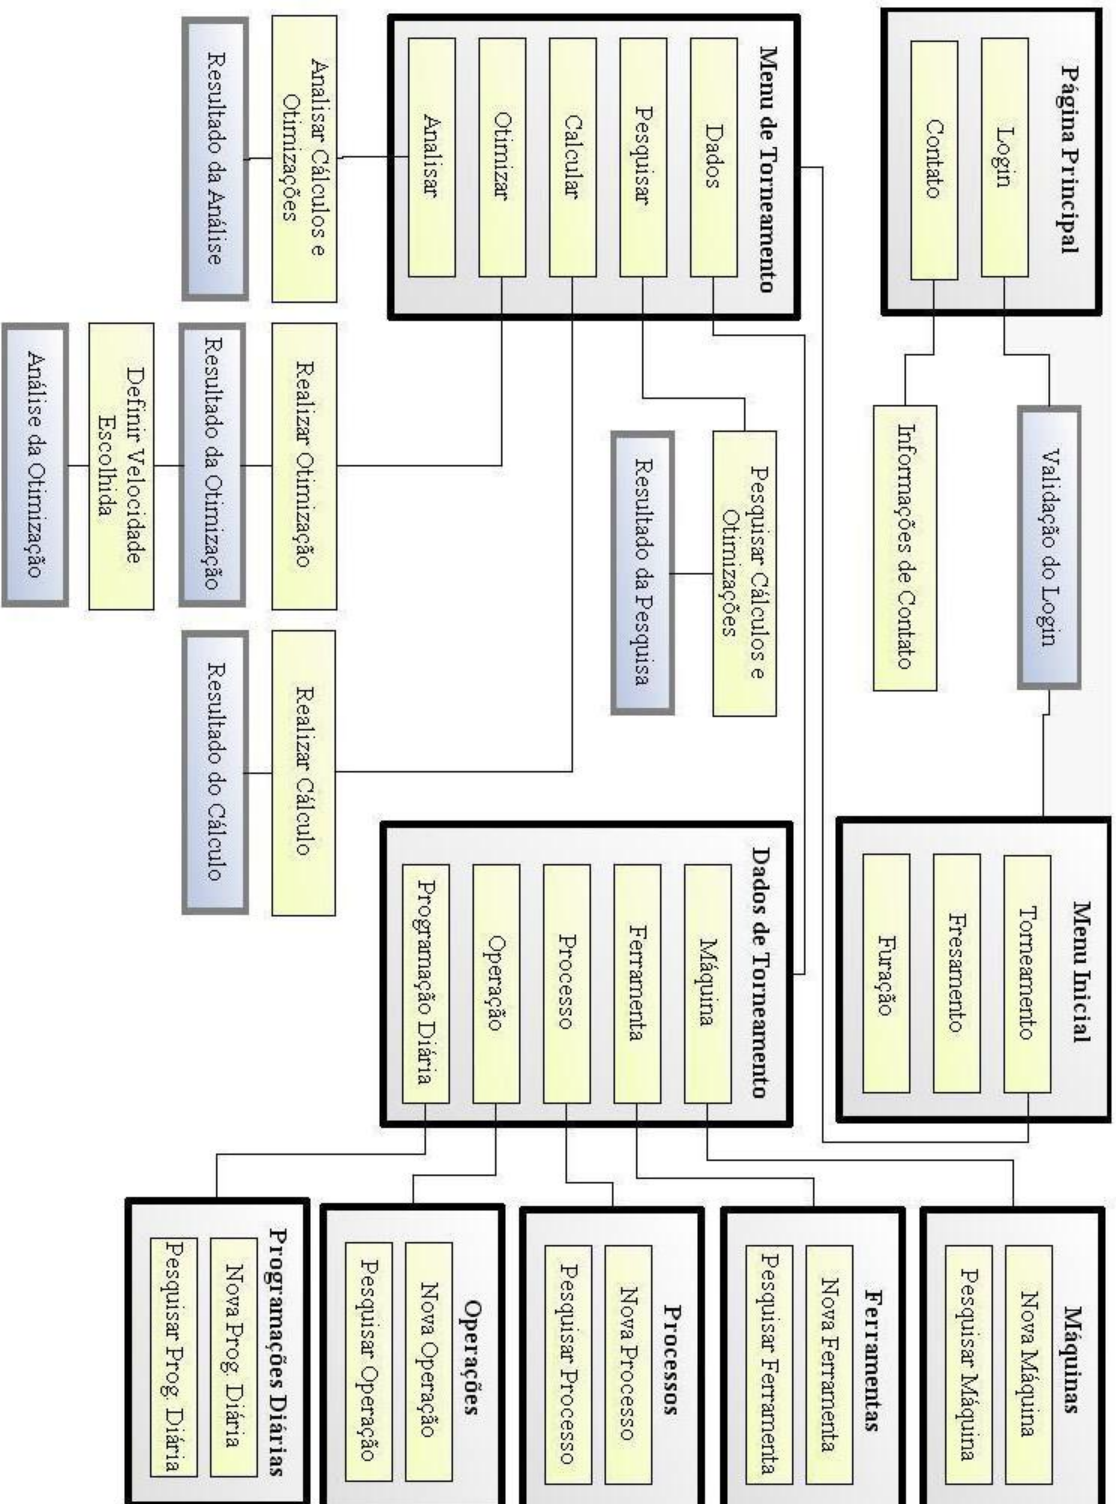 Página Principal
Login
Contato
Validação do Login
Informações de Contato
Menu Inicial
Torneamento
Fresamento
Furação
Menu de Torneamento
Dados
Pesquisar
Calcular
Otimizar
Analisar
Pesquisar Cálculos e
Otimizações
Resultado da Pesquisa
Analisar Cálculos e
Otimizações
Resultado da Análise
Realizar Otimização
Resultado da Otimização
Definir Velocidade
Escolhida
Análise da Otimização
Realizar Cálculo
Resultado do Cálculo
Dados de Torneamento
Máquina
Ferramenta
Processo
Operação
Programação Diária
Máquinas
Nova Máquina
Pesquisar Máquina
Ferramentas
Nova Ferramenta
Pesquisar Ferramenta
Processos
Nova Processo
Pesquisar Processo
Operações
Nova Operação
Pesquisar Operação
Programações Diárias
Nova Prog. Diária
Pesquisar Prog. Diária